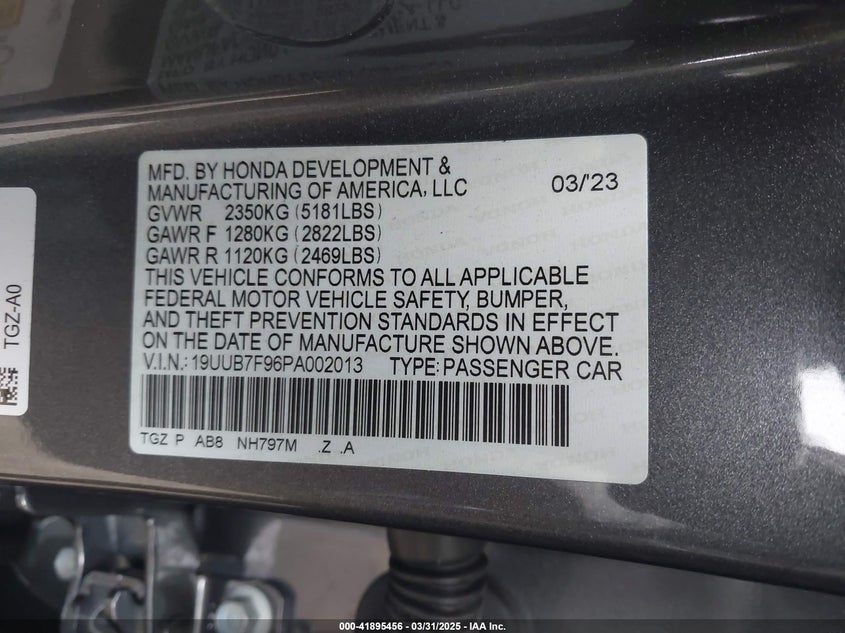 MFD. BY HONDA DEVELOPMENT &
MANUFACTURING OF AMERICA, LLC 03/'23
GVWR 2350KG (5181LBS)
GAWR F 1280KG (2822LBS)
GAWR R 1120KG (2469LBS)
THIS VEHICLE CONFORMS TO ALL APPLICABLE
FEDERAL MOTOR VEHICLE SAFETY, BUMPER,
AND THEFT PREVENTION STANDARDS IN EFFECT
ON THE DATE OF MANUFACTURE SHOWN ABOVE.
V.I.N.: 19UUB7F96PA002013 TYPE: PASSENGER CAR
TGZ P AB8 NH797M .Z .A
TGZ-A0
000-41895456 - 03/31/2025 - IAA Inc.